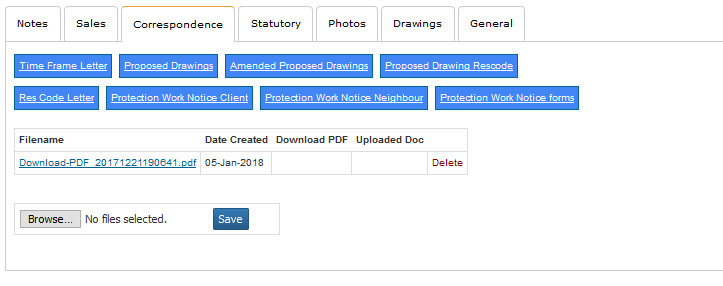 Notes Sales Correspondence Statutory Photos Drawings General
Time Frame Letter Proposed Drawings Amended Proposed Drawings Proposed Drawing Rescode
Res Code Letter Protection Work Notice Client Protection Work Notice Neighbour Protection Work Notice forms
Filename Date Created Download PDF Uploaded Doc
Download-PDF_20171221190641.pdf 05-Jan-2018 Delete
Browse... No files selected. Save